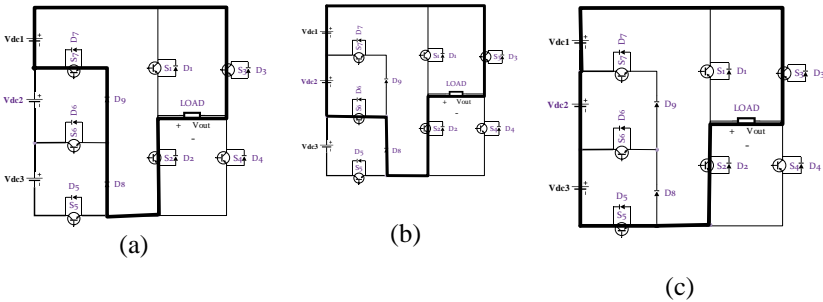 D7
S7
Vdc1
S1 D1
S3 D3
Vdc2
D9
D6
S6
LOAD
+ Vout
-
Vdc3
D5
S5
D8
S2 D2
S4 D4
(a)
D7
S7
Vdc1
S1 D1
S3 D3
Vdc2
D9
D6
S6
LOAD
+ Vout
-
Vdc3
D5
S5
D8
S2 D2
S4 D4
(b)
D7
S7
Vdc1
S1 D1
S3 D3
Vdc2
D9
D6
S6
LOAD
+ Vout
-
Vdc3
D5
S5
D8
S2 D2
S4 D4
(c)